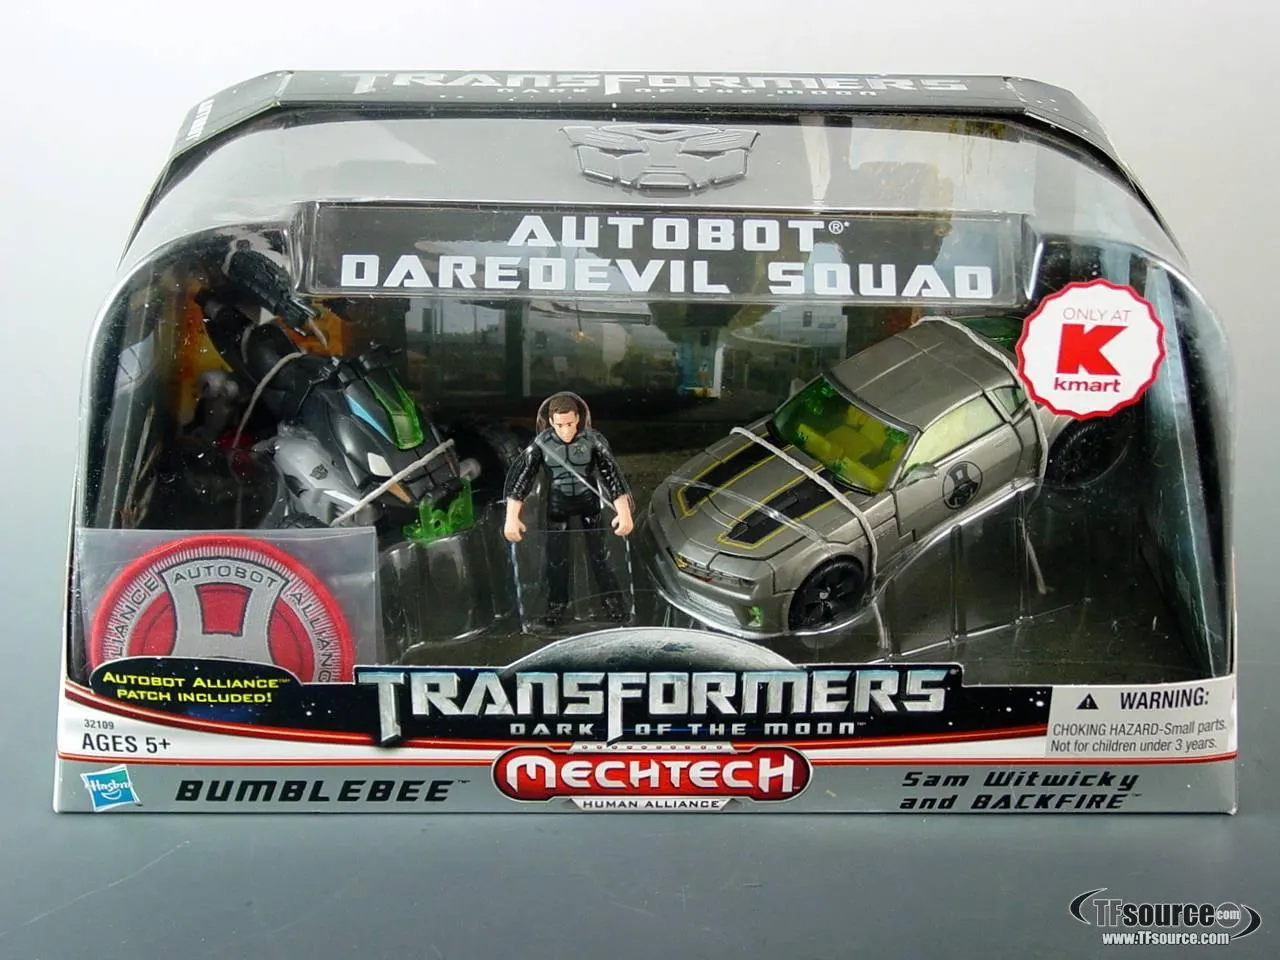 TRANSFORMERS
DARK OF THE MOON
AUTOBOT®*
DAREDEVIL SQUAD
ONLY AT
K
kmart
AUTOBOT ALLIANCE
AUTOBOT ALLIANCE™
PATCH INCLUDED!
32109
AGES 5+
TRANSFORMERS
DARK OF THE MOON™
WARNING:
CHOKING HAZARD-Small parts.
Not for children under 3 years.
Hasbro
BUMBLEBEE™
MECHTECH
HUMAN ALLIANCE
Sam Witwicky
and BACKFIRE™
TFsource.com
www.TFsource.com